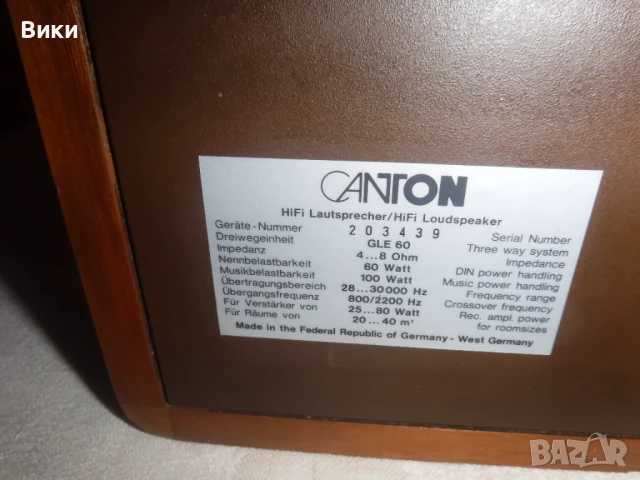 Вики
CANTON
HiFi Lautsprecher/HiFi Loudspeaker
Geräte-Nummer 203439 Serial Number
Dreiwegeinheit GLE 60 Three way system
Impedanz 4...8 Ohm Impedance
Nennbelastbarkeit 60 Watt DIN power handling
Musikbelastbarkeit 100 Watt Music power handling
Übertragungsbereich 28...30000 Hz Frequency range
Übergangsfrequenz 800/2200 Hz Crossover frequency
Für Verstärker von 25...80 Watt Rec. ampl. power
Für Räume von 20...40 m² for roomsizes
Made in the Federal Republic of Germany - West Germany
BAZAR